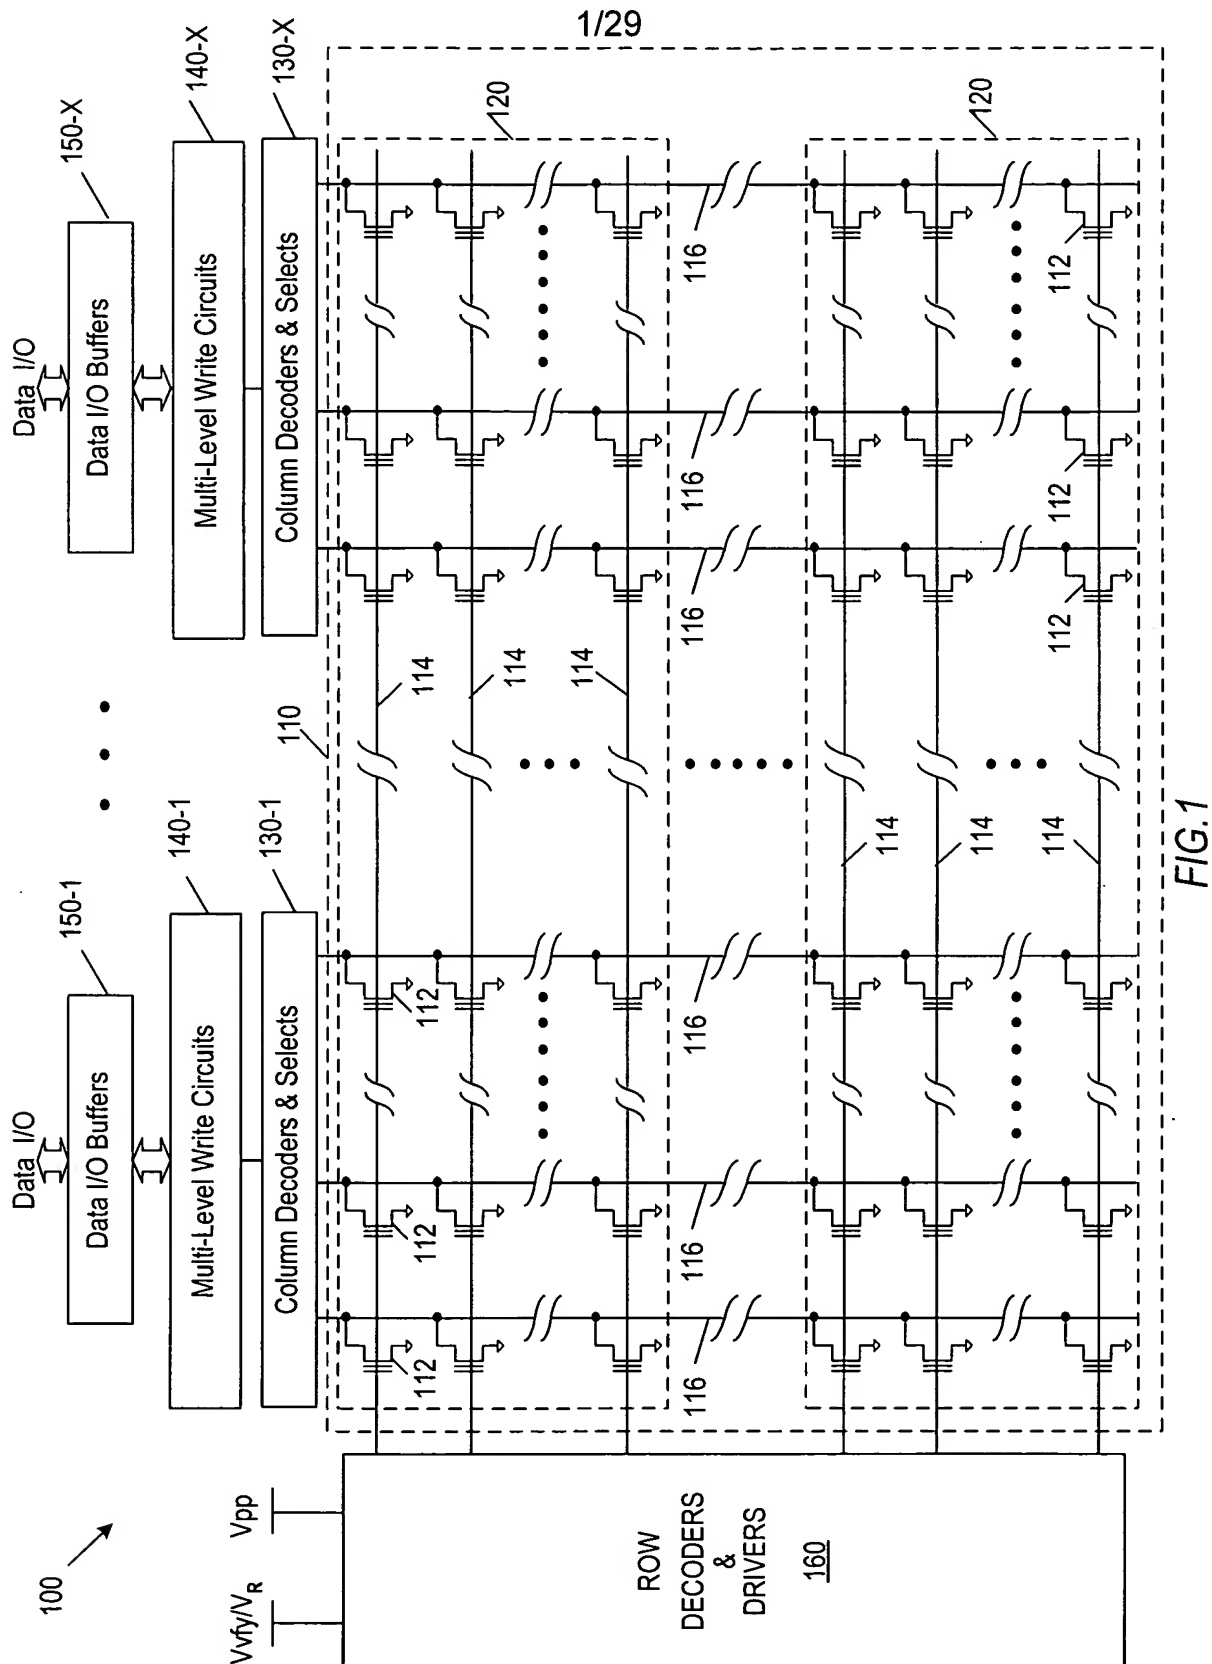 1/29
100
Vvfy/VR
Vpp
ROW
DECODERS
&
DRIVERS
160
Data I/O
Data I/O Buffers
150-1
Multi-Level Write Circuits
140-1
Column Decoders & Selects
130-1
Data I/O
Data I/O Buffers
150-X
Multi-Level Write Circuits
140-X
Column Decoders & Selects
130-X
110
120
120
112
112
112
114
114
114
116
116
116
116
116
116
114
114
114
112
112
112
FIG.1